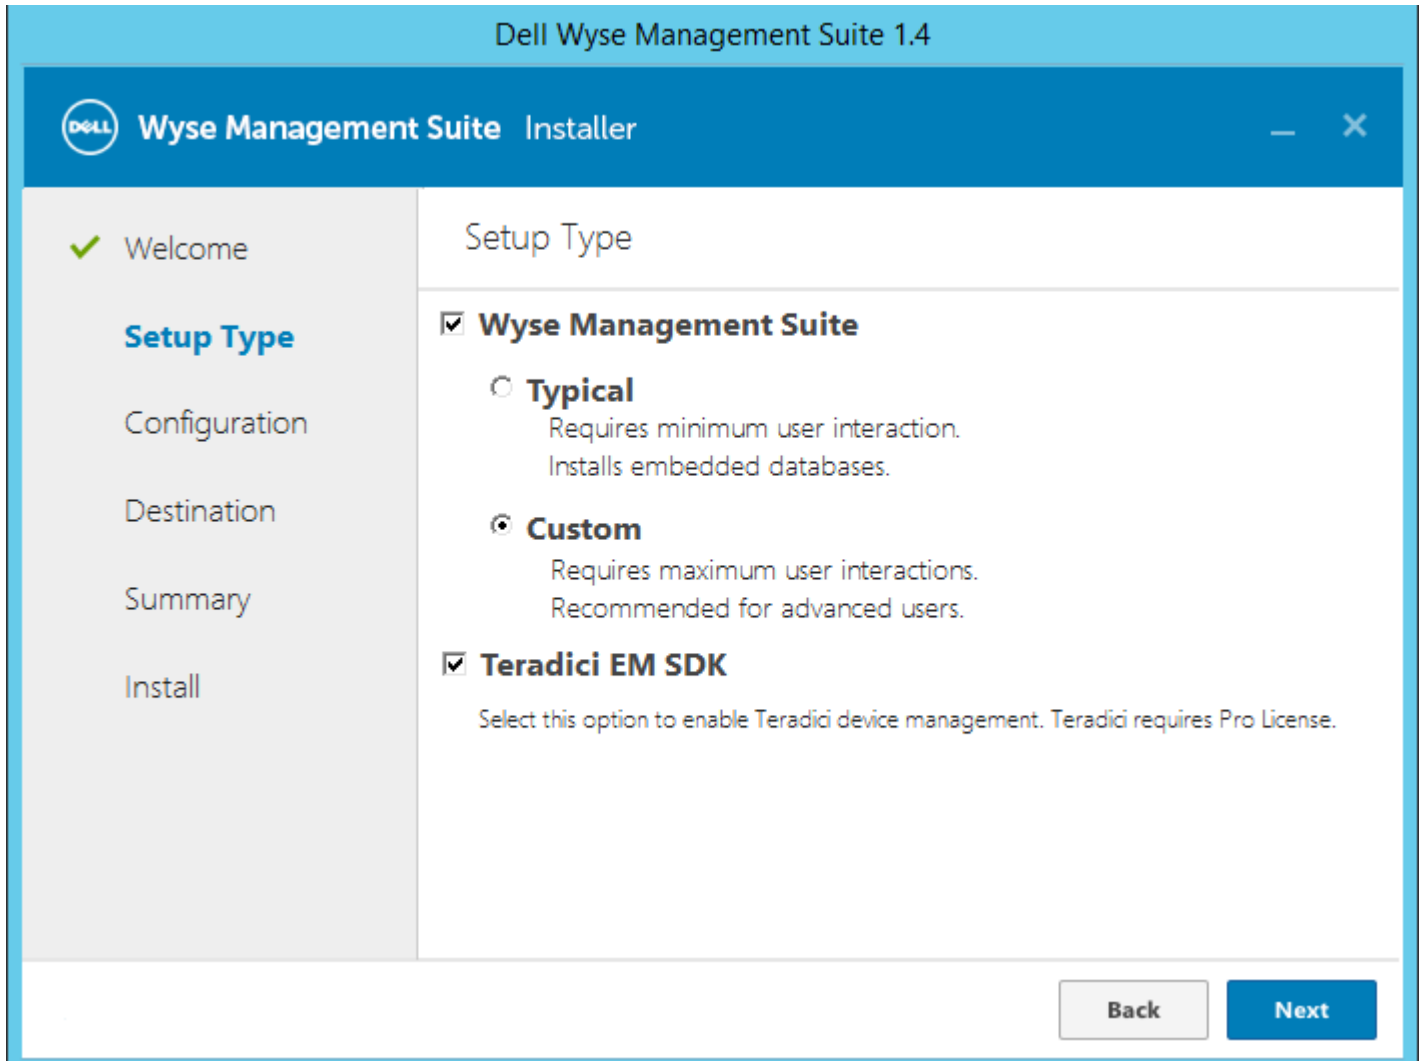 Dell Wyse Management Suite 1.4
DELL Wyse Management Suite Installer
Welcome
Setup Type
Configuration
Destination
Summary
Install
Setup Type
Wyse Management Suite
Typical
Requires minimum user interaction.
Installs embedded databases.
Custom
Requires maximum user interactions.
Recommended for advanced users.
Teradici EM SDK
Select this option to enable Teradici device management. Teradici requires Pro License.
Back Next